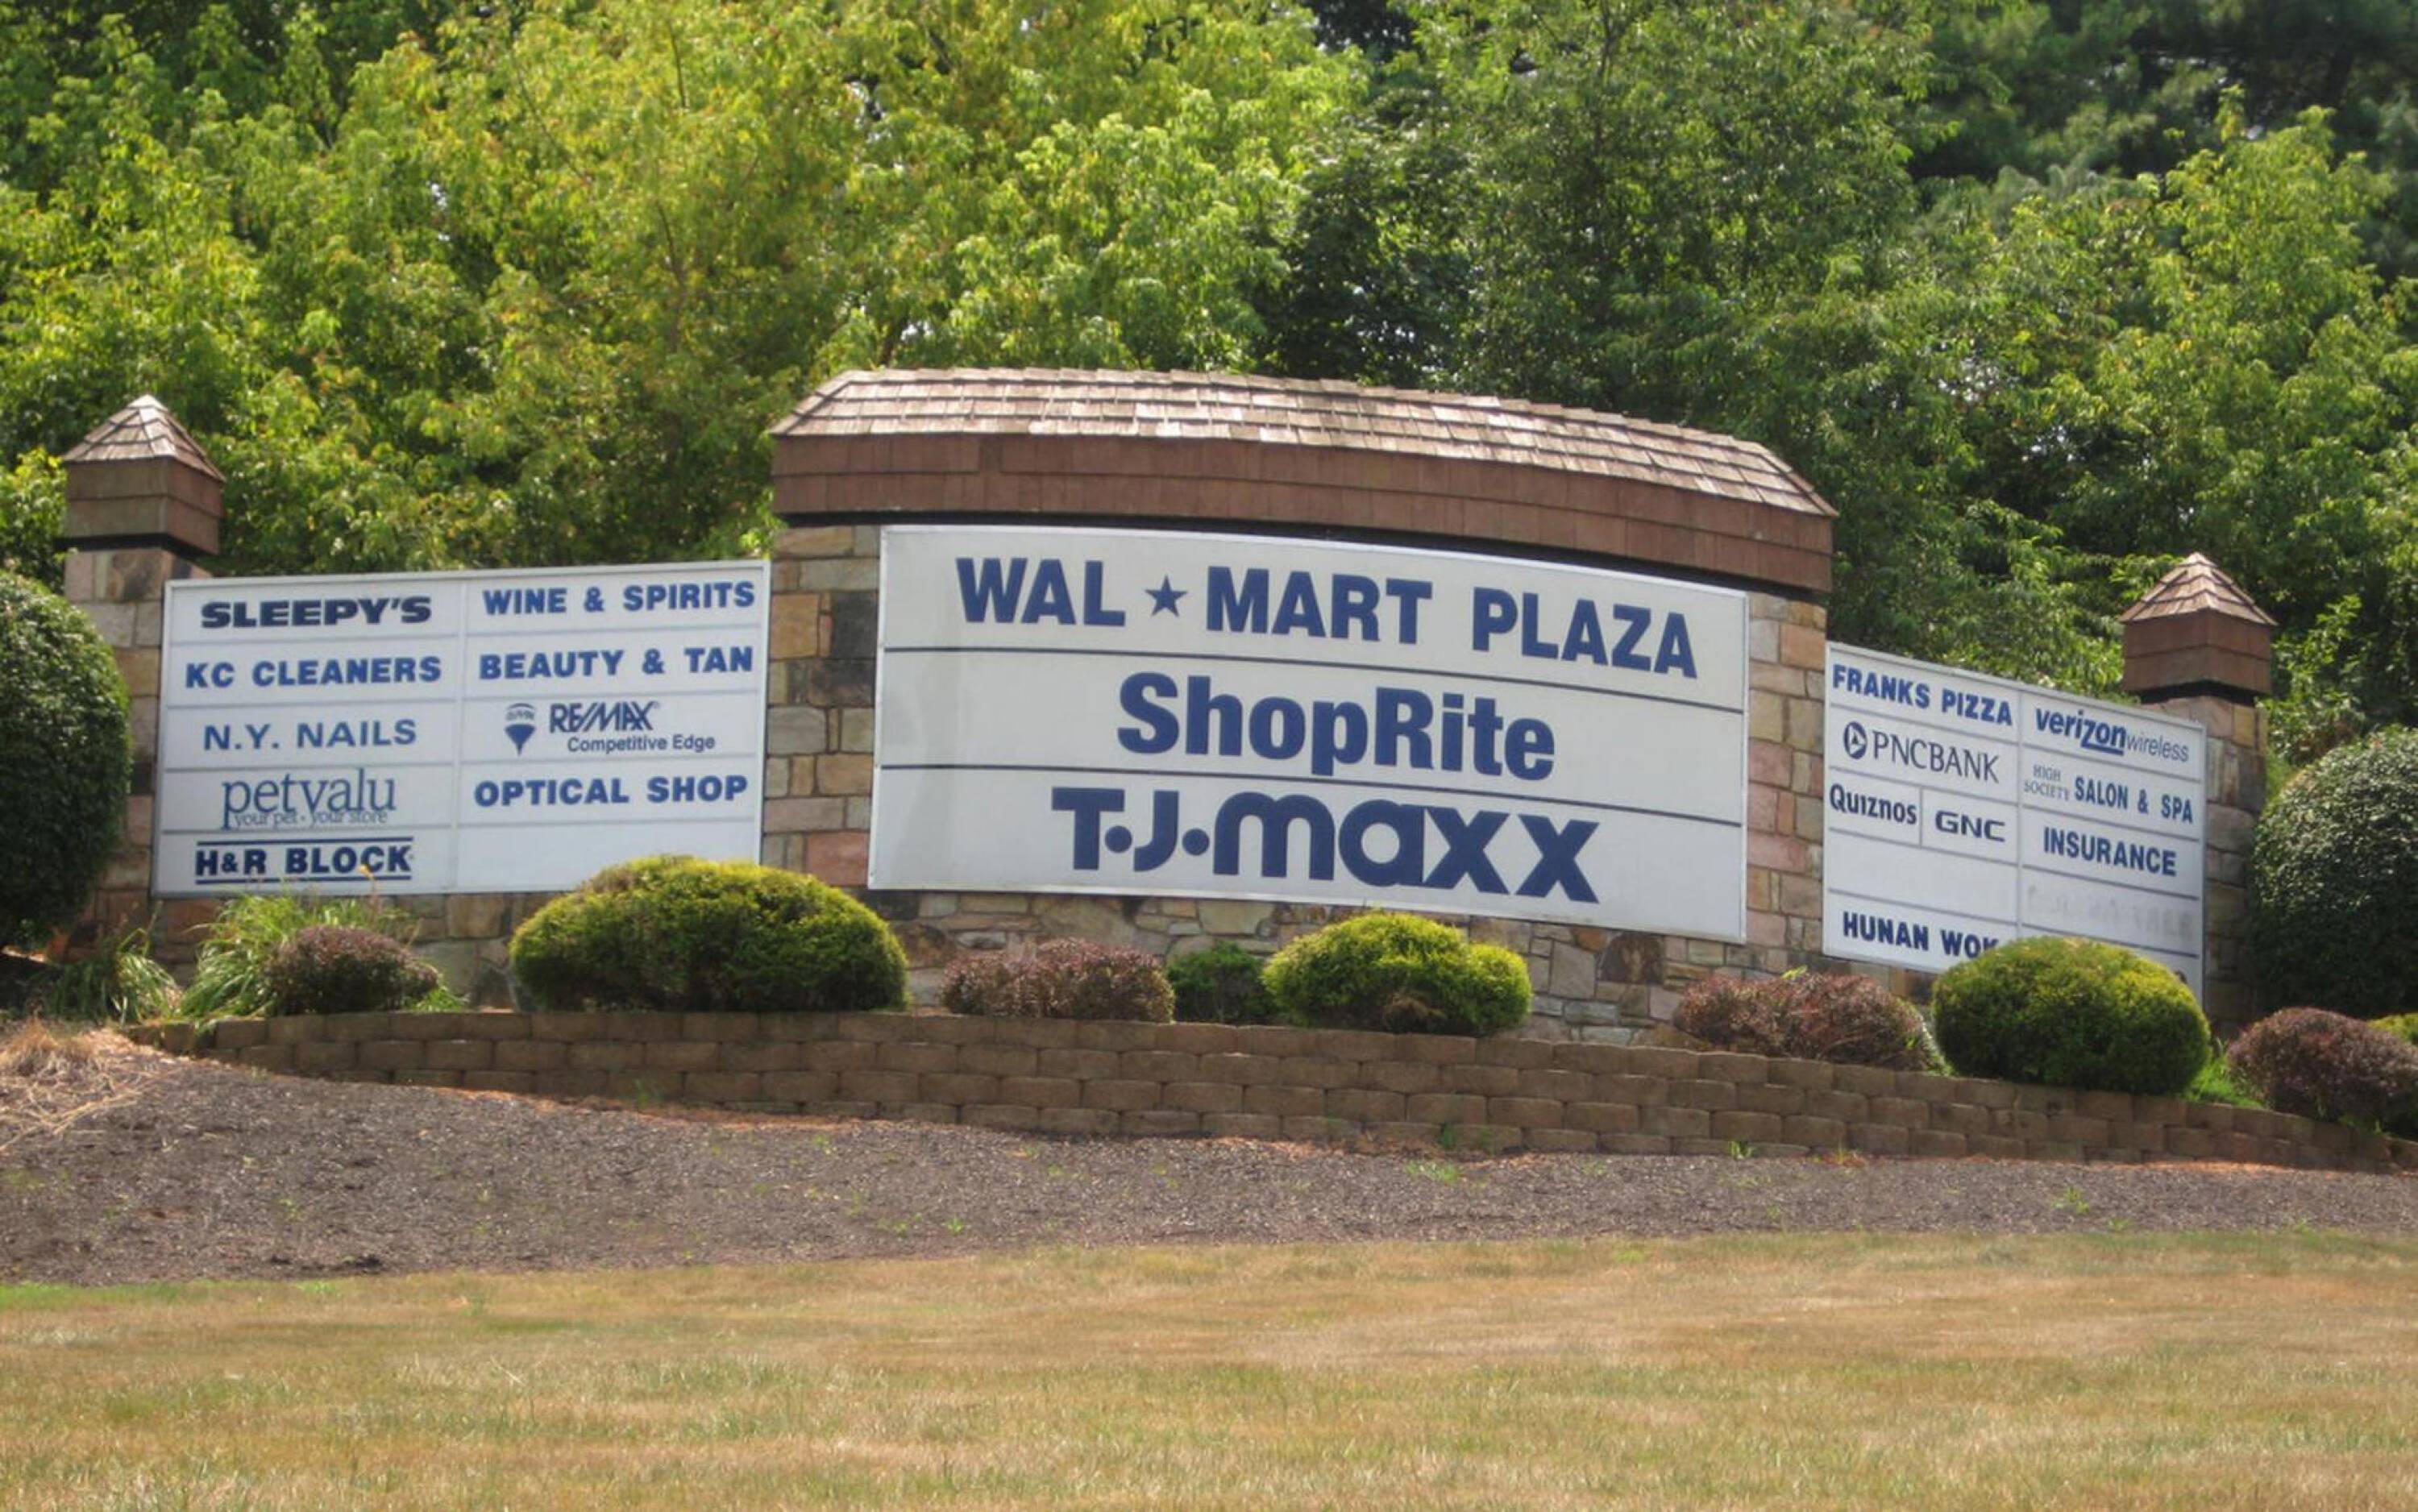 SLEEPY'S
WINE & SPIRITS
KC CLEANERS
BEAUTY & TAN
N.Y. NAILS
RE/MAX
RE/MAX
Competitive Edge
petvalu
your pet • your store
OPTICAL SHOP
H&R BLOCK
WAL ★ MART PLAZA
ShopRite
T•J•maxx
FRANKS PIZZA
verizon wireless
PNCBANK
HIGH
SOCIETY
SALON & SPA
QUIZNOS
GNC
INSURANCE
HUNAN WOK